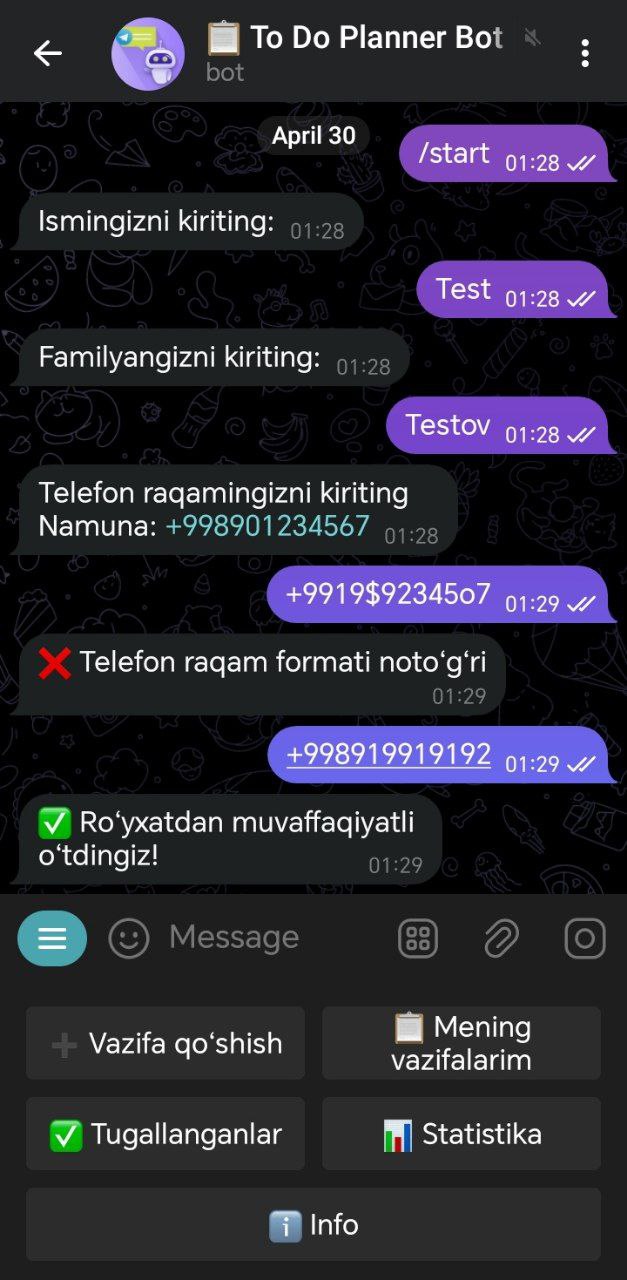 📋 To Do Planner Bot
bot
April 30
/start 01:28
Ismingizni kiriting: 01:28
Test 01:28
Familyangizni kiriting: 01:28
Testov 01:28
Telefon raqamingizni kiriting
Namuna: +998901234567 01:28
+9919$92345o7 01:29
❌ Telefon raqam formati noto‘g‘ri
01:29
+998919919192 01:29
✅ Ro‘yxatdan muvaffaqiyatli
o‘tdingiz! 01:29
Message
➕ Vazifa qo‘shish
📋 Mening
vazifalarim
✅ Tugallanganlar
📊 Statistika
ℹ️ Info